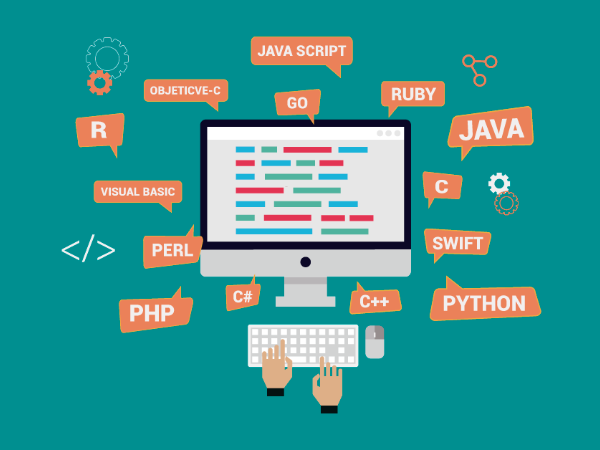 JAVA SCRIPT
OBJETICVE-C
GO
RUBY
R
JAVA
VISUAL BASIC
C
</>
PERL
SWIFT
PHP
C#
C++
PYTHON